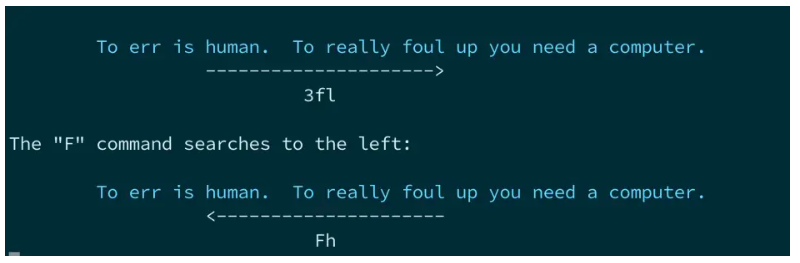 To err is human.  To really foul up you need a computer.
--------------------->
3fl
The "F" command searches to the left:
To err is human.  To really foul up you need a computer.
<---------------------
Fh